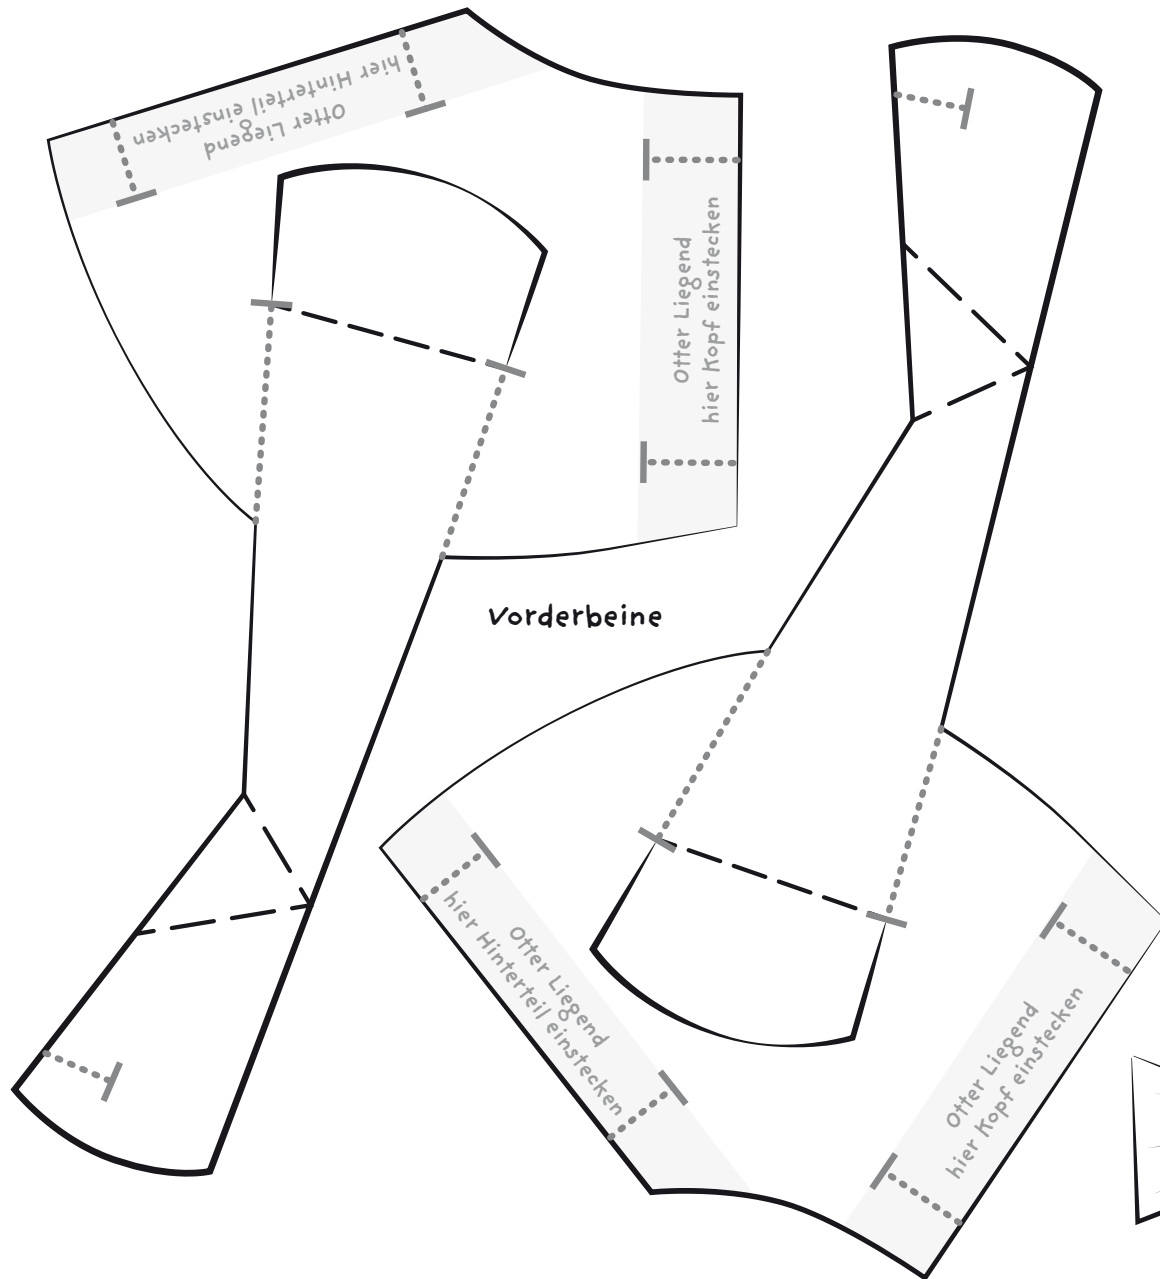 Otter Liegend
hier Hinterteil einstecken
Otter Liegend
hier Kopf einstecken
Vorderbeine
Otter Liegend
hier Hinterteil einstecken
Otter Liegend
hier Kopf einstecken